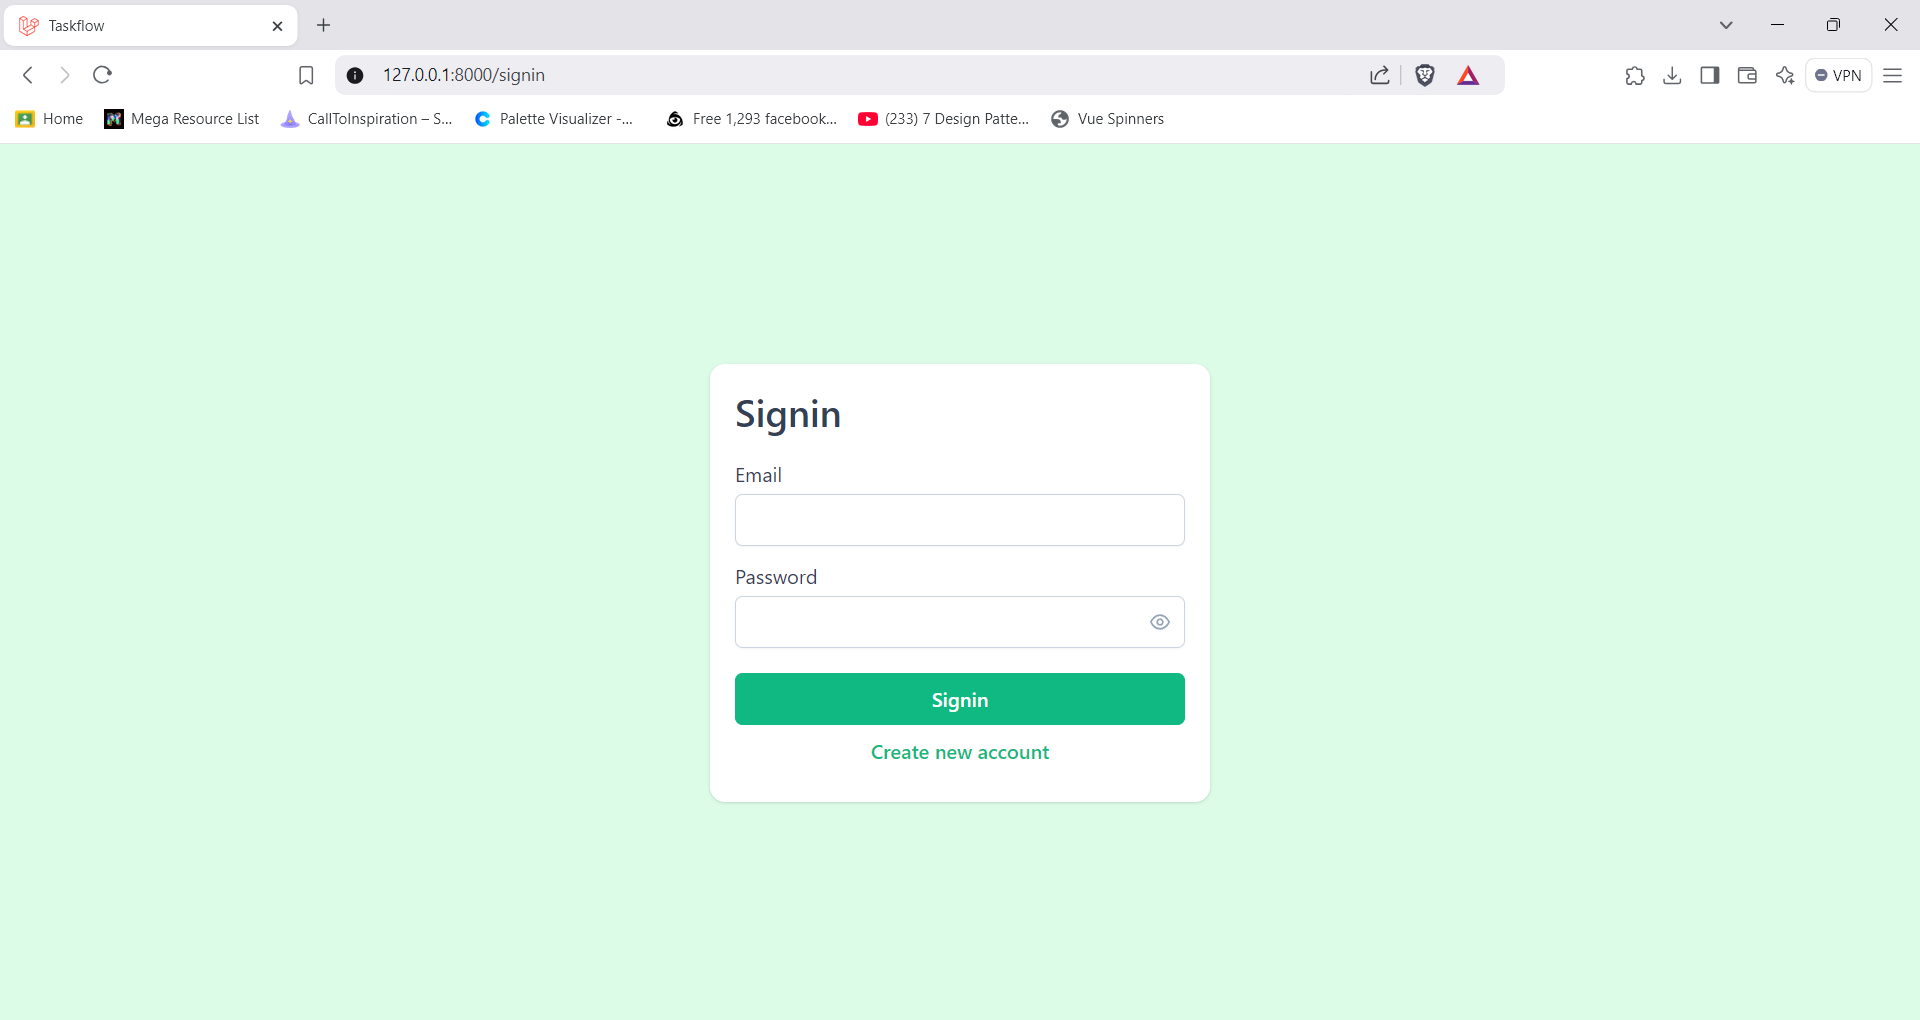 Taskflow
127.0.0.1:8000/signin
VPN
Home
Mega Resource List
CallToInspiration – S...
Palette Visualizer -...
Free 1,293 facebook...
(233) 7 Design Patte...
Vue Spinners
Signin
Email
Password
Signin
Create new account